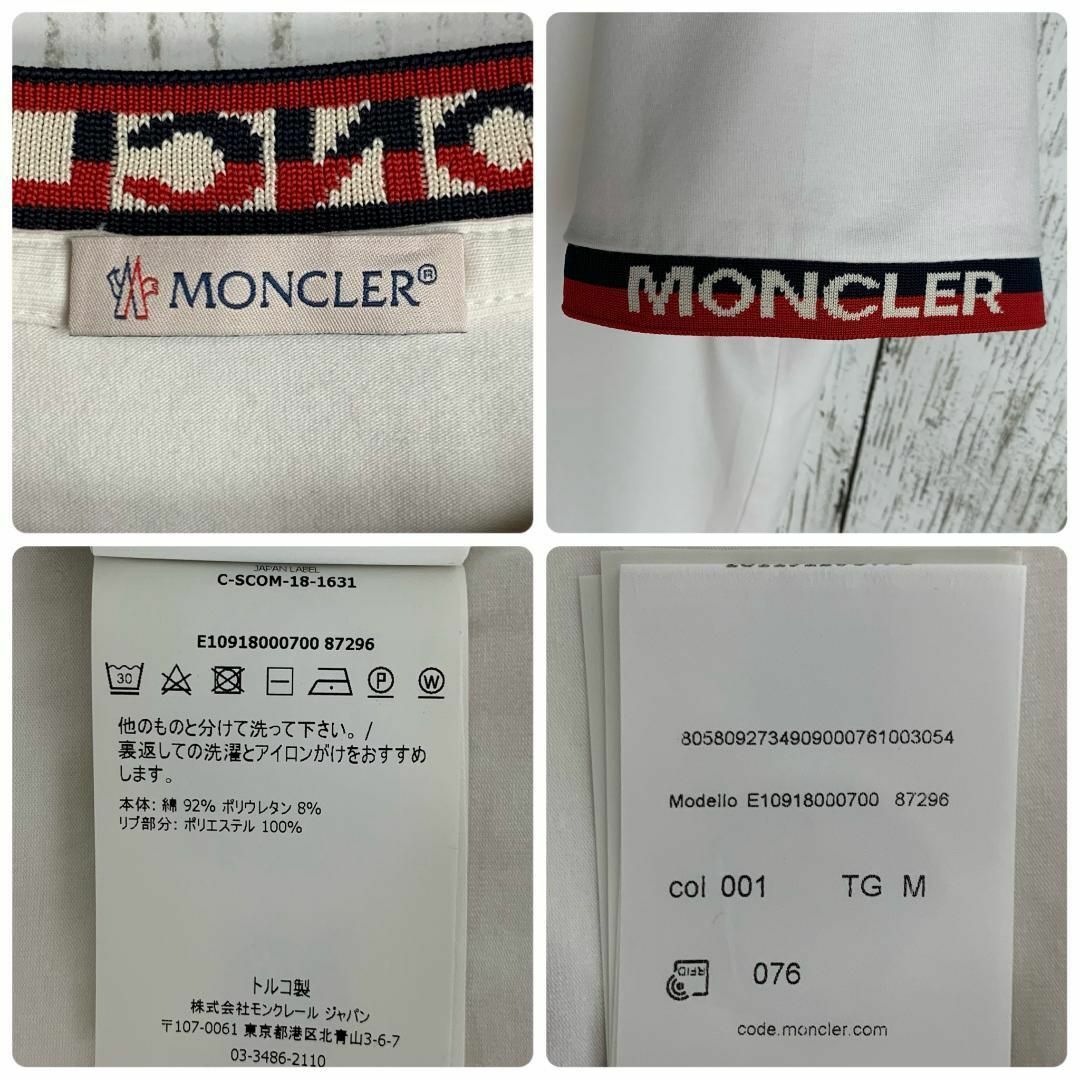 MONCLER®
MONCLER
JAPAN LABEL
C-SCOM-18-1631
E10918000700 87296
30
P
W
他のものと分けて洗って下さい。/
裏返しての洗濯とアイロンがけをおすすめ
します。
本体: 綿 92% ポリウレタン 8%
リブ部分: ポリエステル 100%
トルコ製
株式会社モンクレール ジャパン
〒107-0061 東京都港区北青山3-6-7
03-3486-2110
8058092734909000761003054
Modello E10918000700 87296
col 001 TG M
RFID
076
code.moncler.com